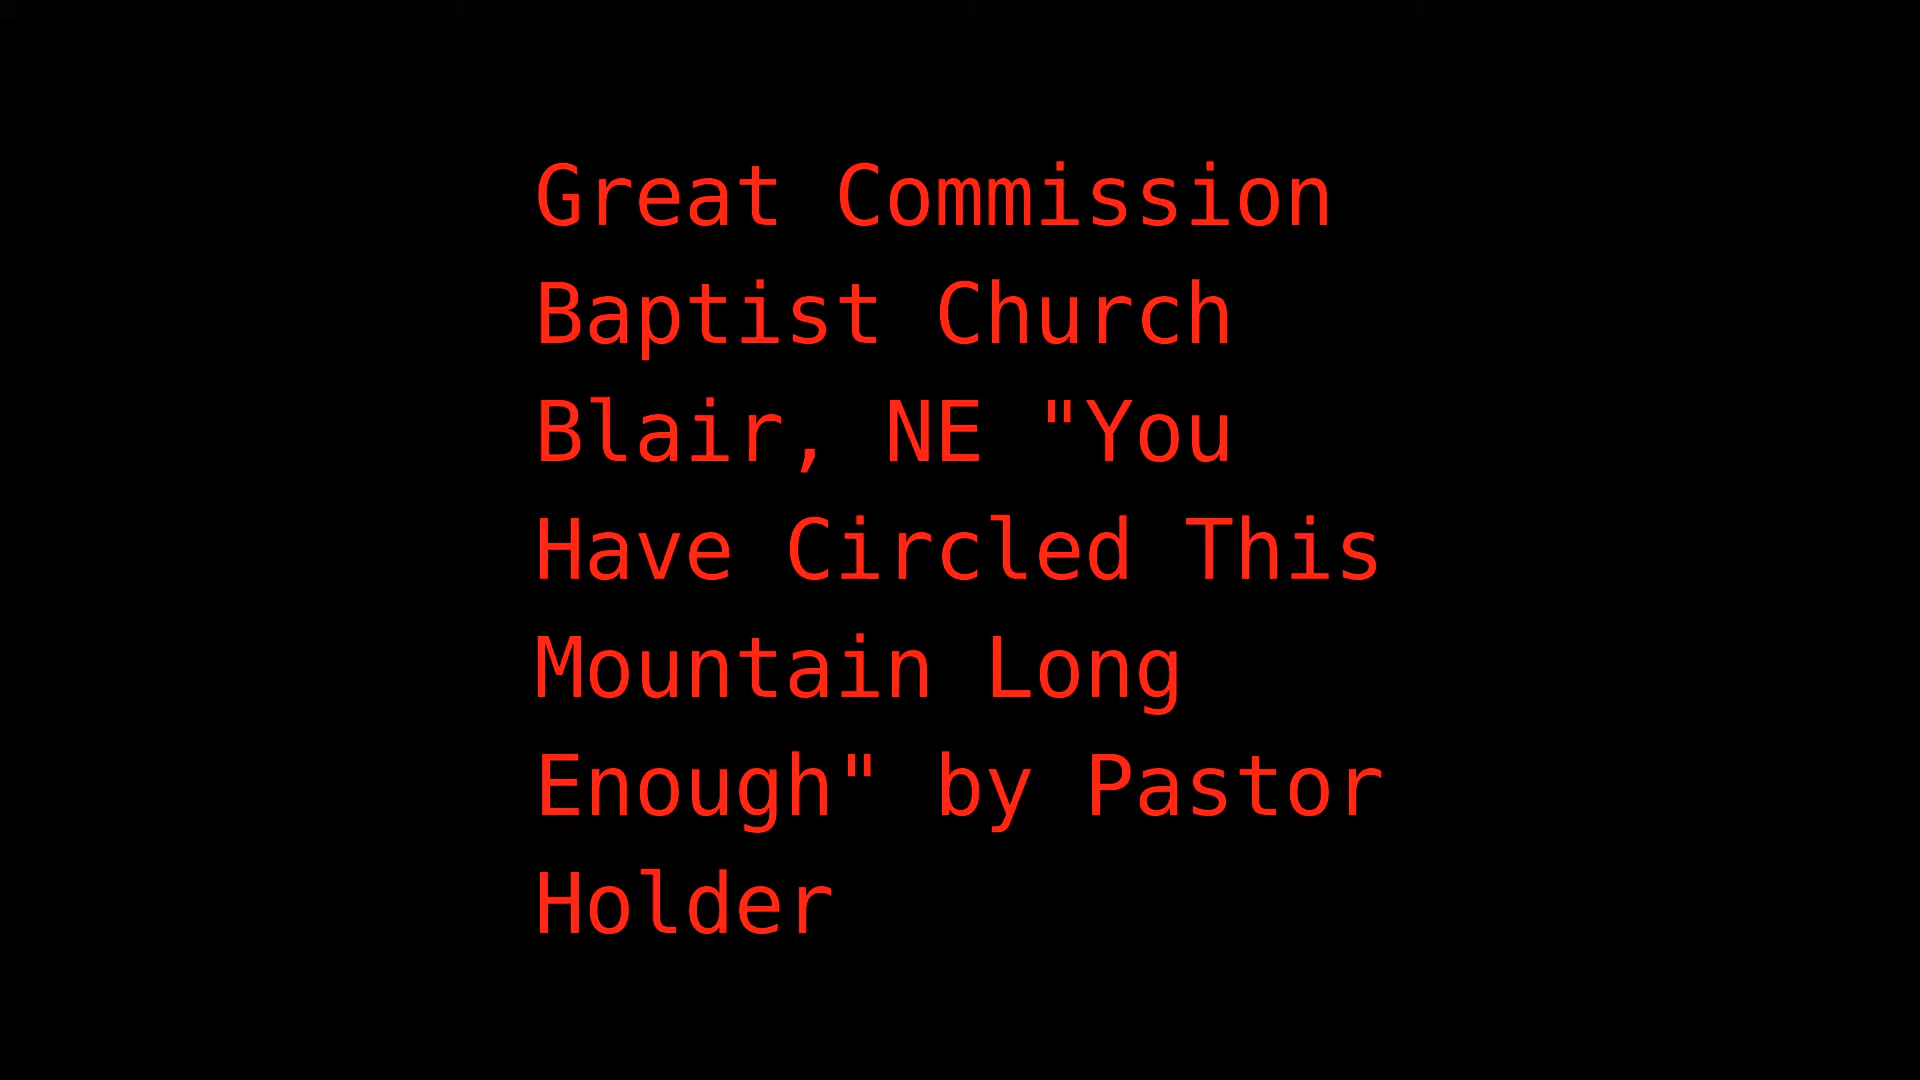 Great Commission
Baptist Church
Blair, NE "You
Have Circled This
Mountain Long
Enough" by Pastor
Holder